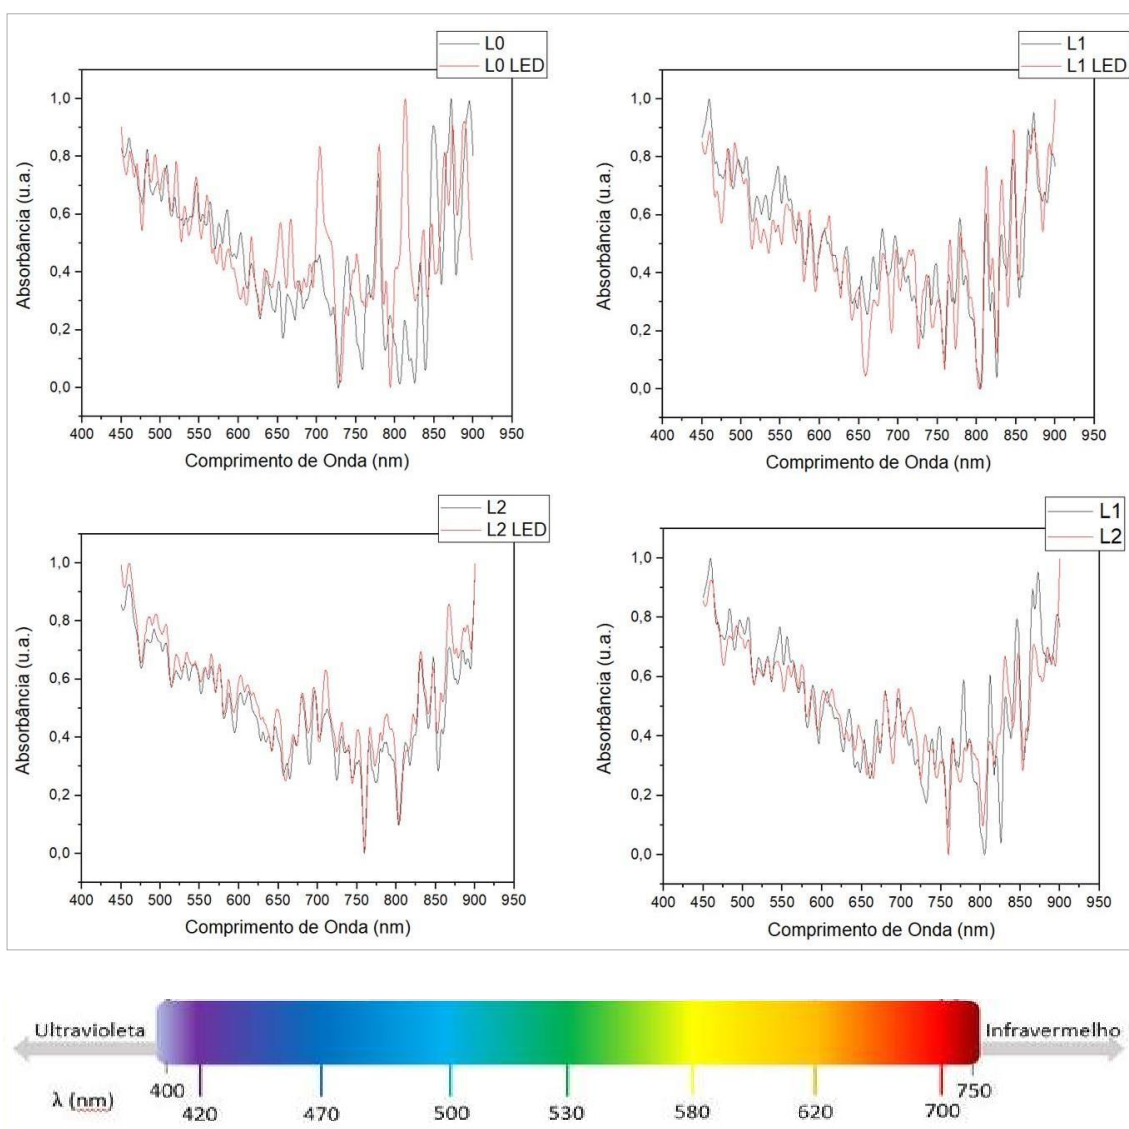 L0
L0 LED
Absorbância (u.a.)
1,0
0,8
0,6
0,4
0,2
0,0
400 450 500 550 600 650 700 750 800 850 900 950
Comprimento de Onda (nm)
L1
L1 LED
Absorbância (u.a.)
1,0
0,8
0,6
0,4
0,2
0,0
400 450 500 550 600 650 700 750 800 850 900 950
Comprimento de Onda (nm)
L2
L2 LED
Absorbância (u.a.)
1,0
0,8
0,6
0,4
0,2
0,0
400 450 500 550 600 650 700 750 800 850 900 950
Comprimento de Onda (nm)
L1
L2
Absorbância (u.a.)
1,0
0,8
0,6
0,4
0,2
0,0
400 450 500 550 600 650 700 750 800 850 900 950
Comprimento de Onda (nm)
Ultravioleta
Infravermelho
λ (nm)
400 420 470 500 530 580 620 700 750